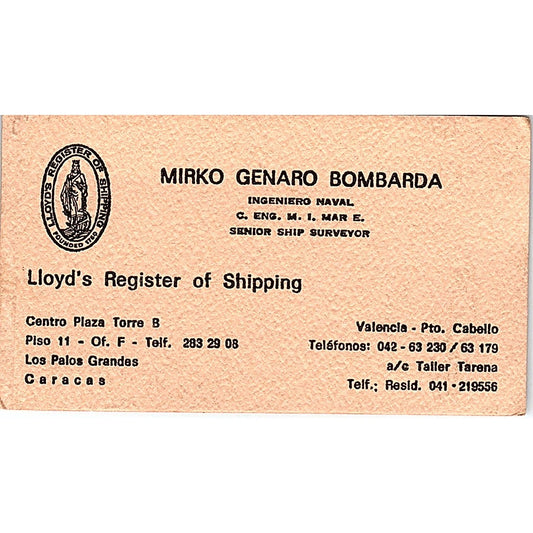 LLOYD'S REGISTER OF SHIPPING
FOUNDED 1760
MIRKO GENARO BOMBARDA
INGENIERO NAVAL
C. ENG. M. I. MAR E.
SENIOR SHIP SURVEYOR
Lloyd's Register of Shipping
Centro Plaza Torre B
Piso 11 - Of. F - Telf. 283 29 08
Los Palos Grandes
Caracas
Valencia - Pto. Cabello
Teléfonos: 042 - 63 230 / 63 179
a/c Taller Tarena
Telf.; Resid. 041 - 219556